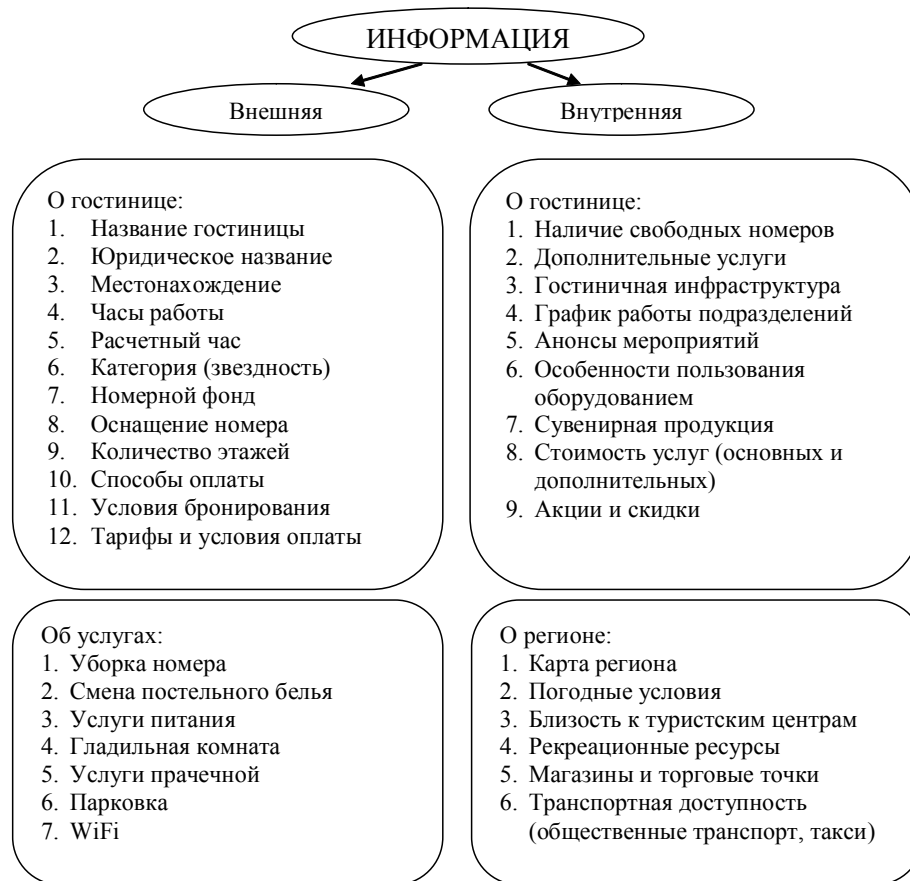 ИНФОРМАЦИЯ
Внешняя
Внутренняя
О гостинице:
1. Название гостиницы
2. Юридическое название
3. Местонахождение
4. Часы работы
5. Расчетный час
6. Категория (звездность)
7. Номерной фонд
8. Оснащение номера
9. Количество этажей
10. Способы оплаты
11. Условия бронирования
12. Тарифы и условия оплаты
О гостинице:
1. Наличие свободных номеров
2. Дополнительные услуги
3. Гостиничная инфраструктура
4. График работы подразделений
5. Анонсы мероприятий
6. Особенности пользования
оборудованием
7. Сувенирная продукция
8. Стоимость услуг (основных и
дополнительных)
9. Акции и скидки
Об услугах:
1. Уборка номера
2. Смена постельного белья
3. Услуги питания
4. Гладильная комната
5. Услуги прачечной
6. Парковка
7. WiFi
О регионе:
1. Карта региона
2. Погодные условия
3. Близость к туристским центрам
4. Рекреационные ресурсы
5. Магазины и торговые точки
6. Транспортная доступность
(общественные транспорт, такси)